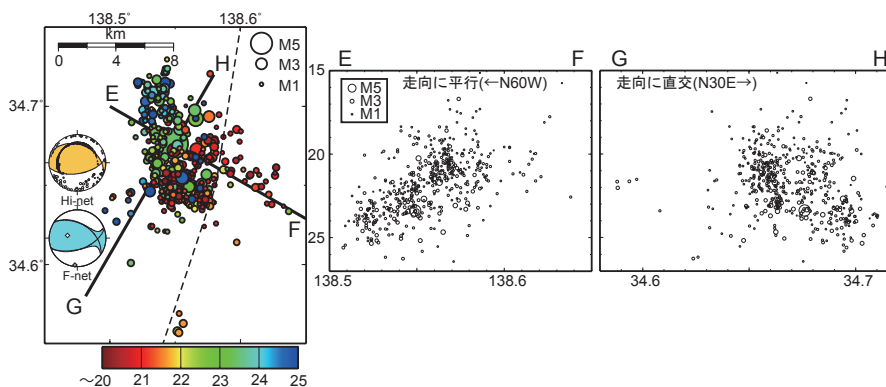 138.5° 138.6°
km
0 4 8
M5
M3
M1
H
E
34.7°
Hi-net
F-net
F
34.6°
G
～20 21 22 23 24 25
E F
15
走向に平行(←N60W)
M5
M3
M1
20
25
138.5 138.6
G H
走向に直交(N30E→)
34.6 34.7